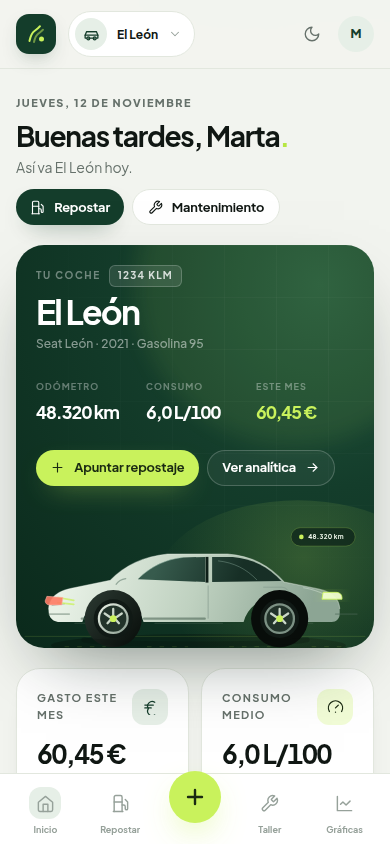 El León
M
JUEVES, 12 DE NOVIEMBRE
Buenas tardes, Marta.
Así va El León hoy.
Repostar
Mantenimiento
TU COCHE
1234 KLM
El León
Seat León · 2021 · Gasolina 95
ODÓMETRO
CONSUMO
ESTE MES
48.320 km
6,0 L/100
60,45 €
Apuntar repostaje
Ver analítica →
48.320 km
GASTO ESTE
MES
€
CONSUMO
MEDIO
60,45 €
6,0 L/100
+
Inicio
Repostar
Taller
Gráficas